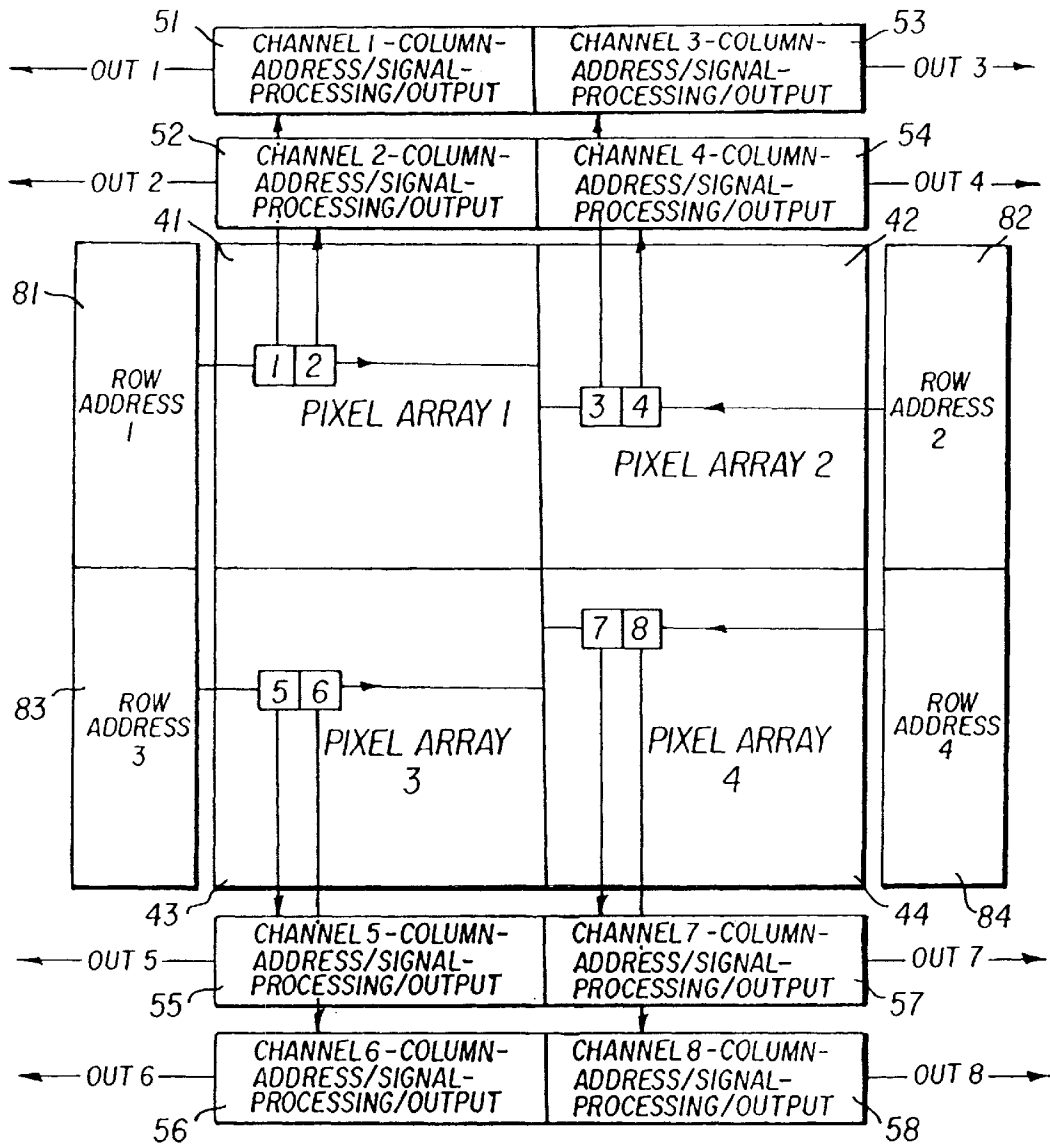 51
53
CHANNEL 1-COLUMN-
ADDRESS/SIGNAL-
PROCESSING/OUTPUT
CHANNEL 3-COLUMN-
ADDRESS/SIGNAL-
PROCESSING/OUTPUT
OUT 1
OUT 3
52
54
CHANNEL 2-COLUMN-
ADDRESS/SIGNAL-
PROCESSING/OUTPUT
CHANNEL 4-COLUMN-
ADDRESS/SIGNAL-
PROCESSING/OUTPUT
OUT 2
OUT 4
41
42
82
81
ROW
ADDRESS
1
1 2
PIXEL ARRAY 1
3 4
PIXEL ARRAY 2
ROW
ADDRESS
2
83
ROW
ADDRESS
3
5 6
PIXEL ARRAY
3
7 8
PIXEL ARRAY
4
ROW
ADDRESS
4
43
44
84
CHANNEL 5-COLUMN-
ADDRESS/SIGNAL-
PROCESSING/OUTPUT
CHANNEL 7-COLUMN-
ADDRESS/SIGNAL-
PROCESSING/OUTPUT
OUT 5
OUT 7
55
57
CHANNEL 6-COLUMN-
ADDRESS/SIGNAL-
PROCESSING/OUTPUT
CHANNEL 8-COLUMN-
ADDRESS/SIGNAL-
PROCESSING/OUTPUT
OUT 6
OUT 8
56
58